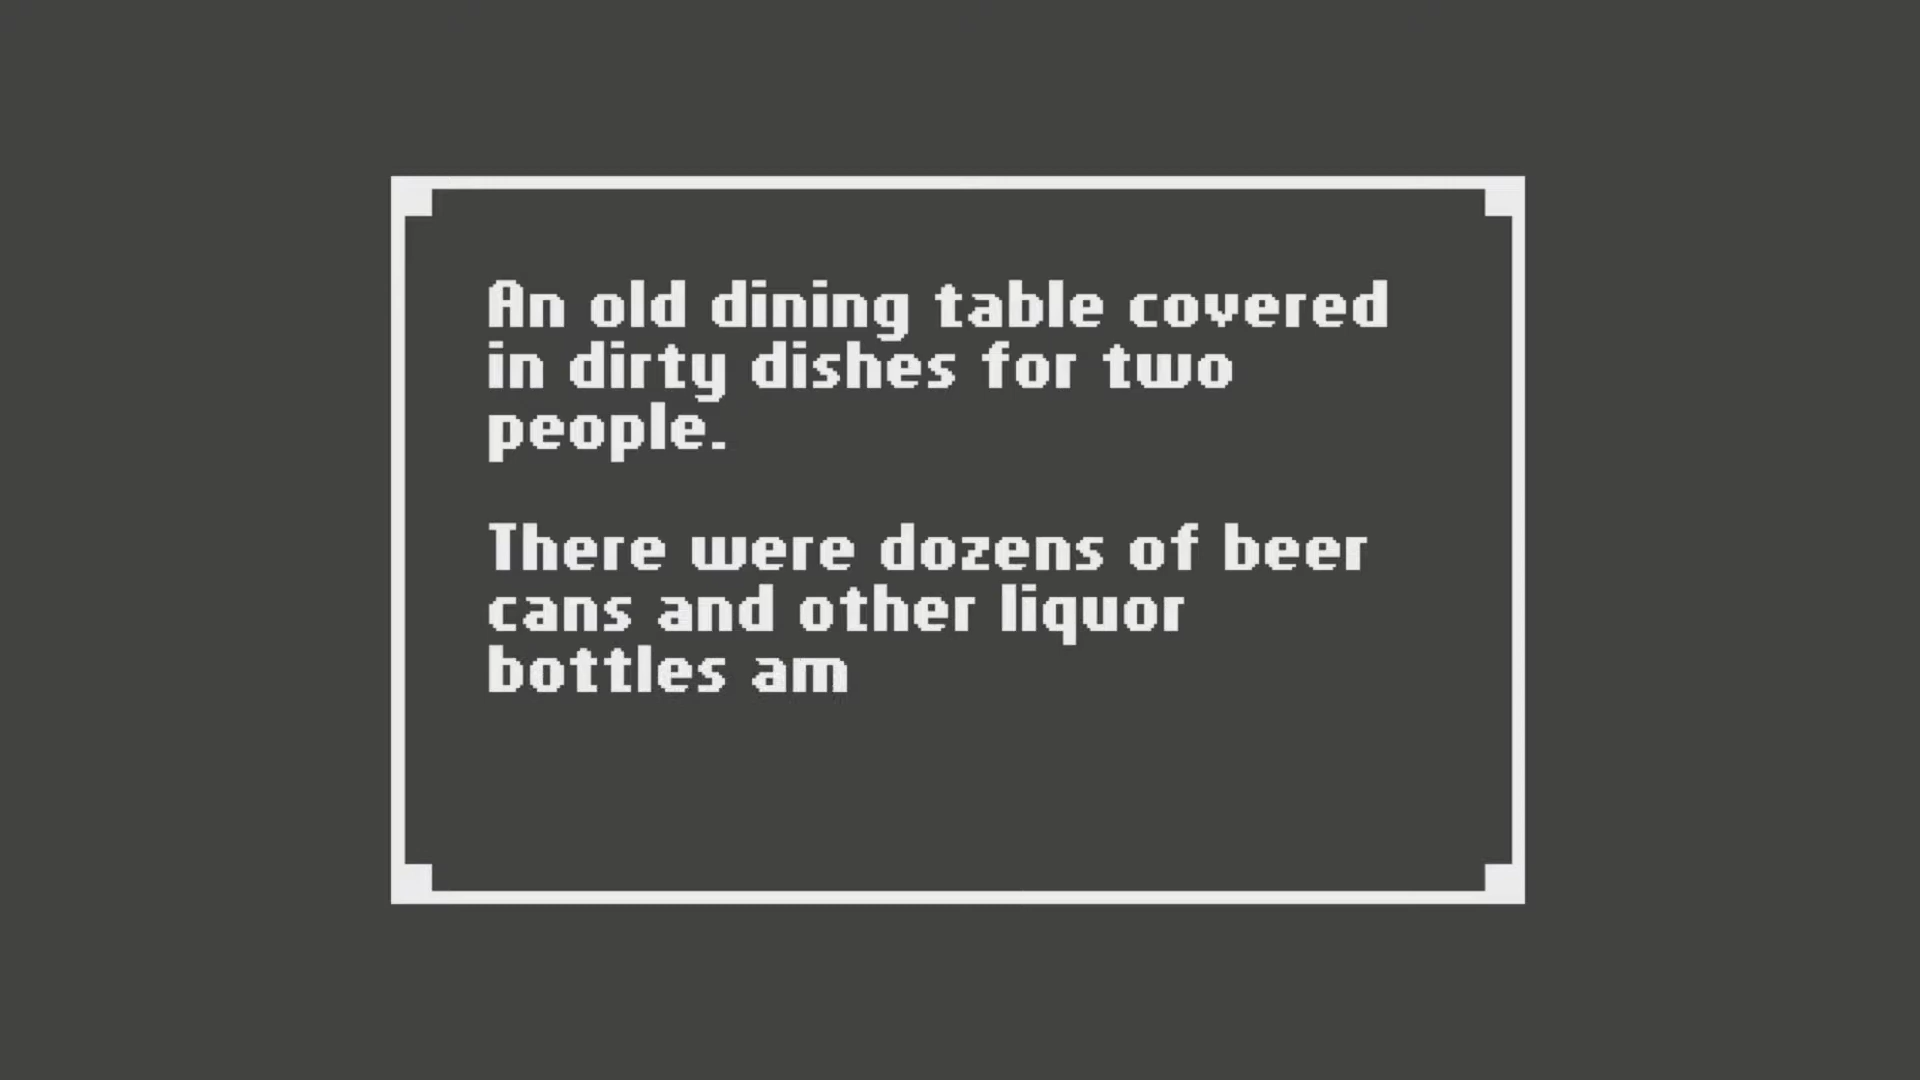 An old dining table covered
in dirty dishes for two
people.
There were dozens of beer
cans and other liquor
bottles am